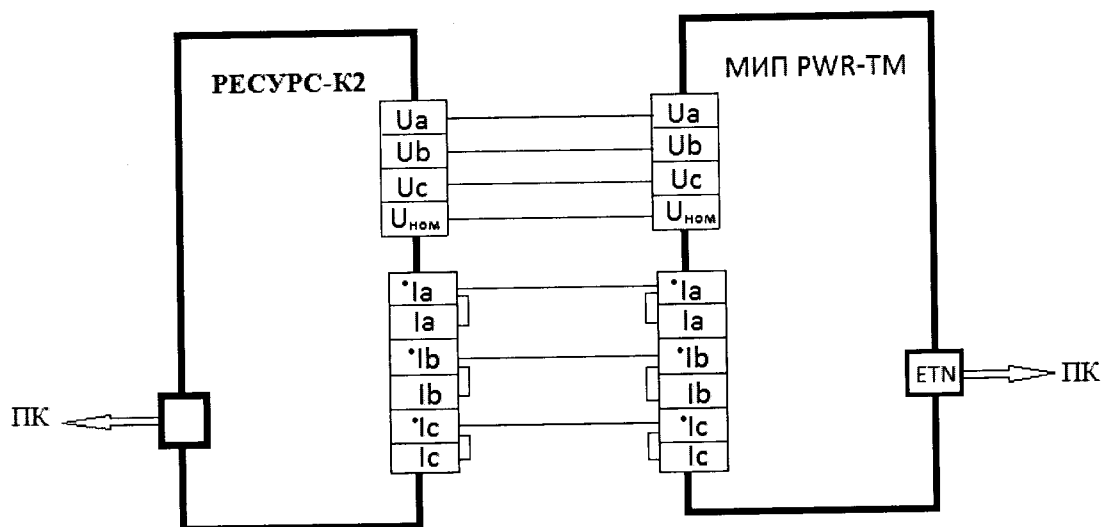 РЕСУРС-К2
Ua
Ub
Uc
Uном
•Ia
Ia
•Ib
Ib
•Ic
Ic
ПК
МИП PWR-TM
Ua
Ub
Uc
Uном
•Ia
Ia
•Ib
Ib
•Ic
Ic
ETN
ПК